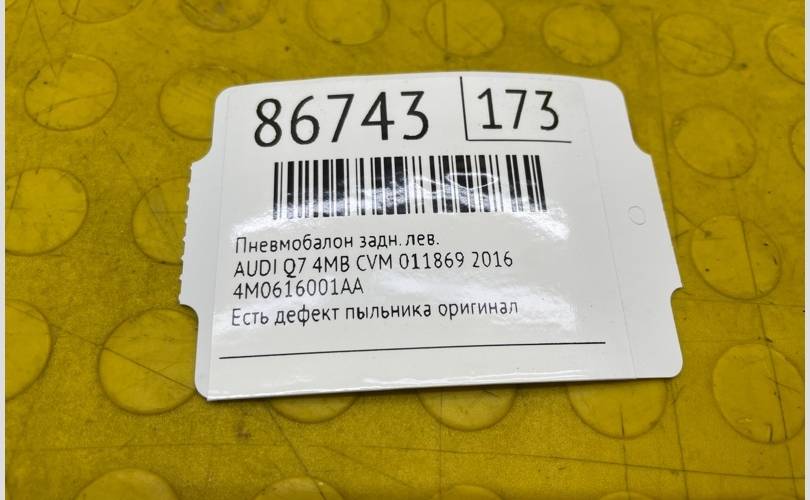 86743 173
Пневмобалон задн. лев.
AUDI Q7 4MB CVM 011869 2016
4M0616001AA
Есть дефект пыльника оригинал